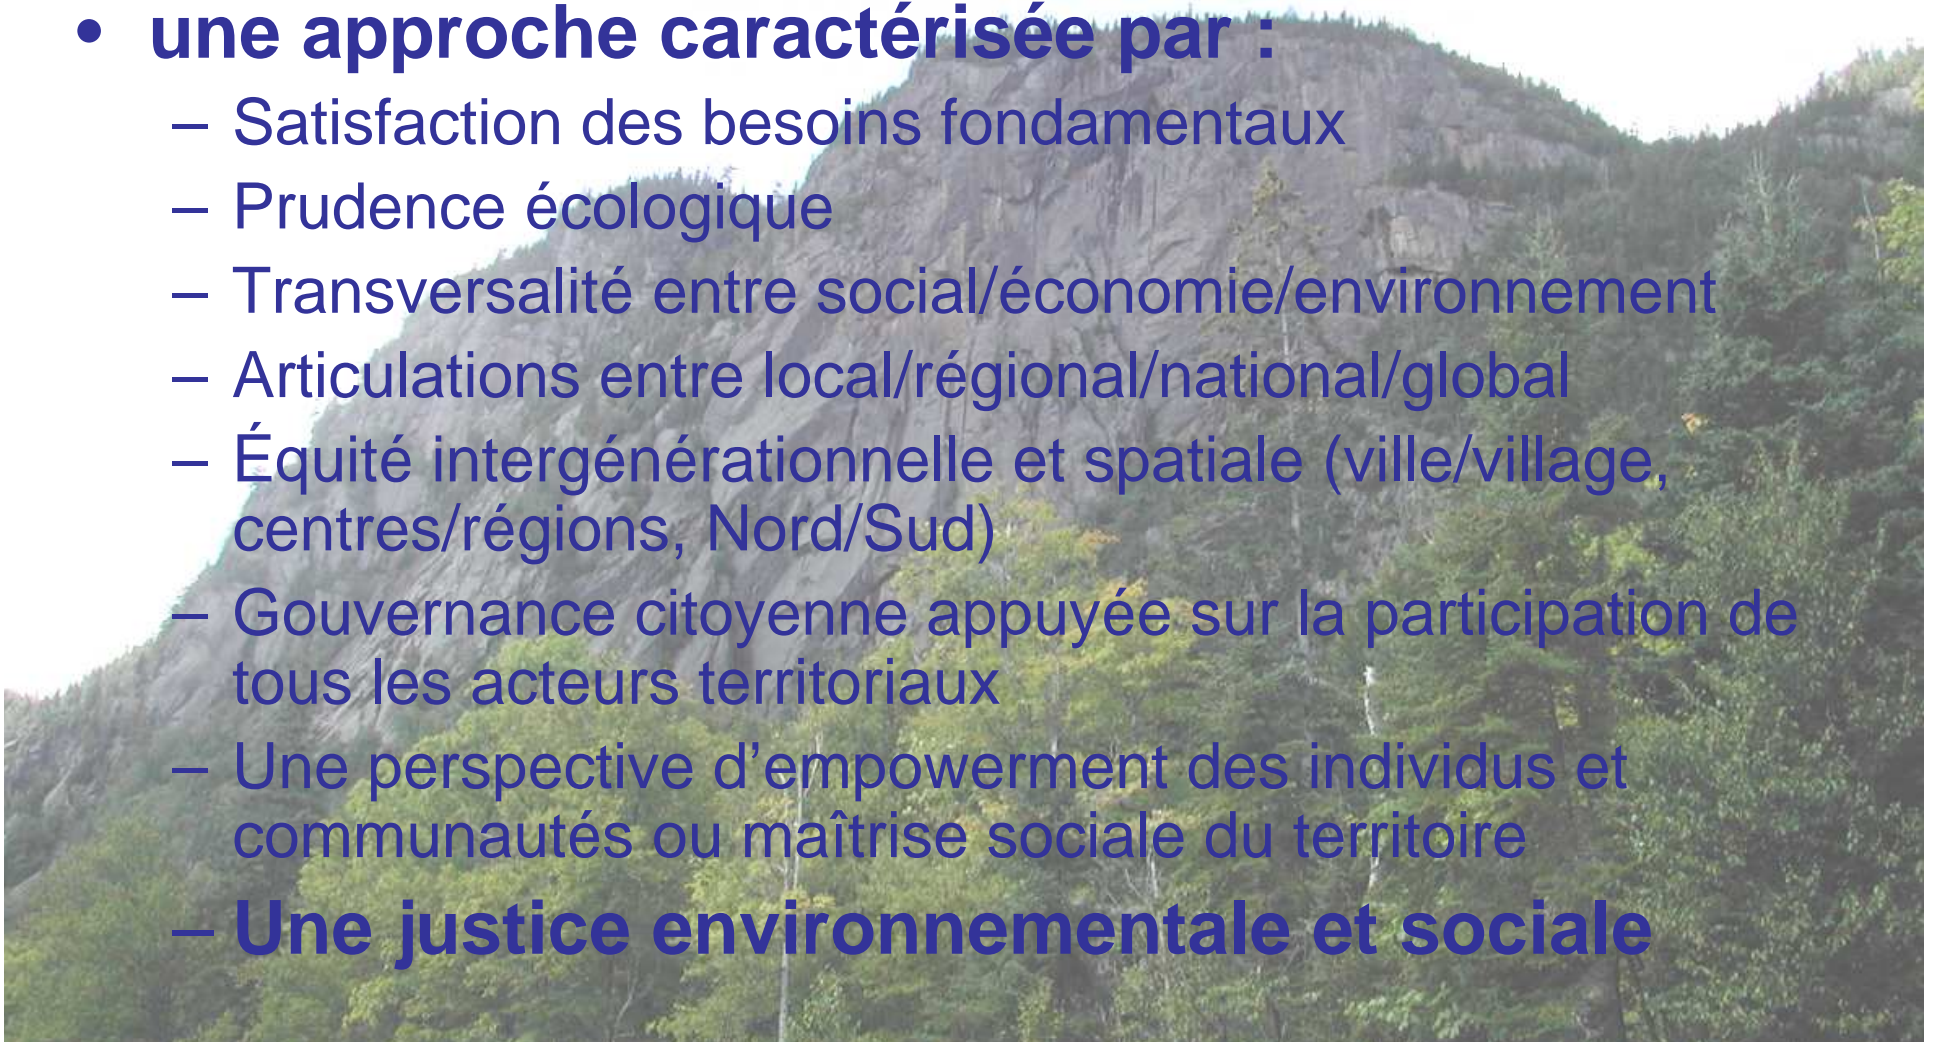 • une approche caractérisée par :
– Satisfaction des besoins fondamentaux
– Prudence écologique
– Transversalité entre social/économie/environnement
– Articulations entre local/régional/national/global
– Équité intergénérationnelle et spatiale (ville/village,
centres/régions, Nord/Sud)
– Gouvernance citoyenne appuyée sur la participation de
tous les acteurs territoriaux
– Une perspective d’empowerment des individus et
communautés ou maîtrise sociale du territoire
– Une justice environnementale et sociale